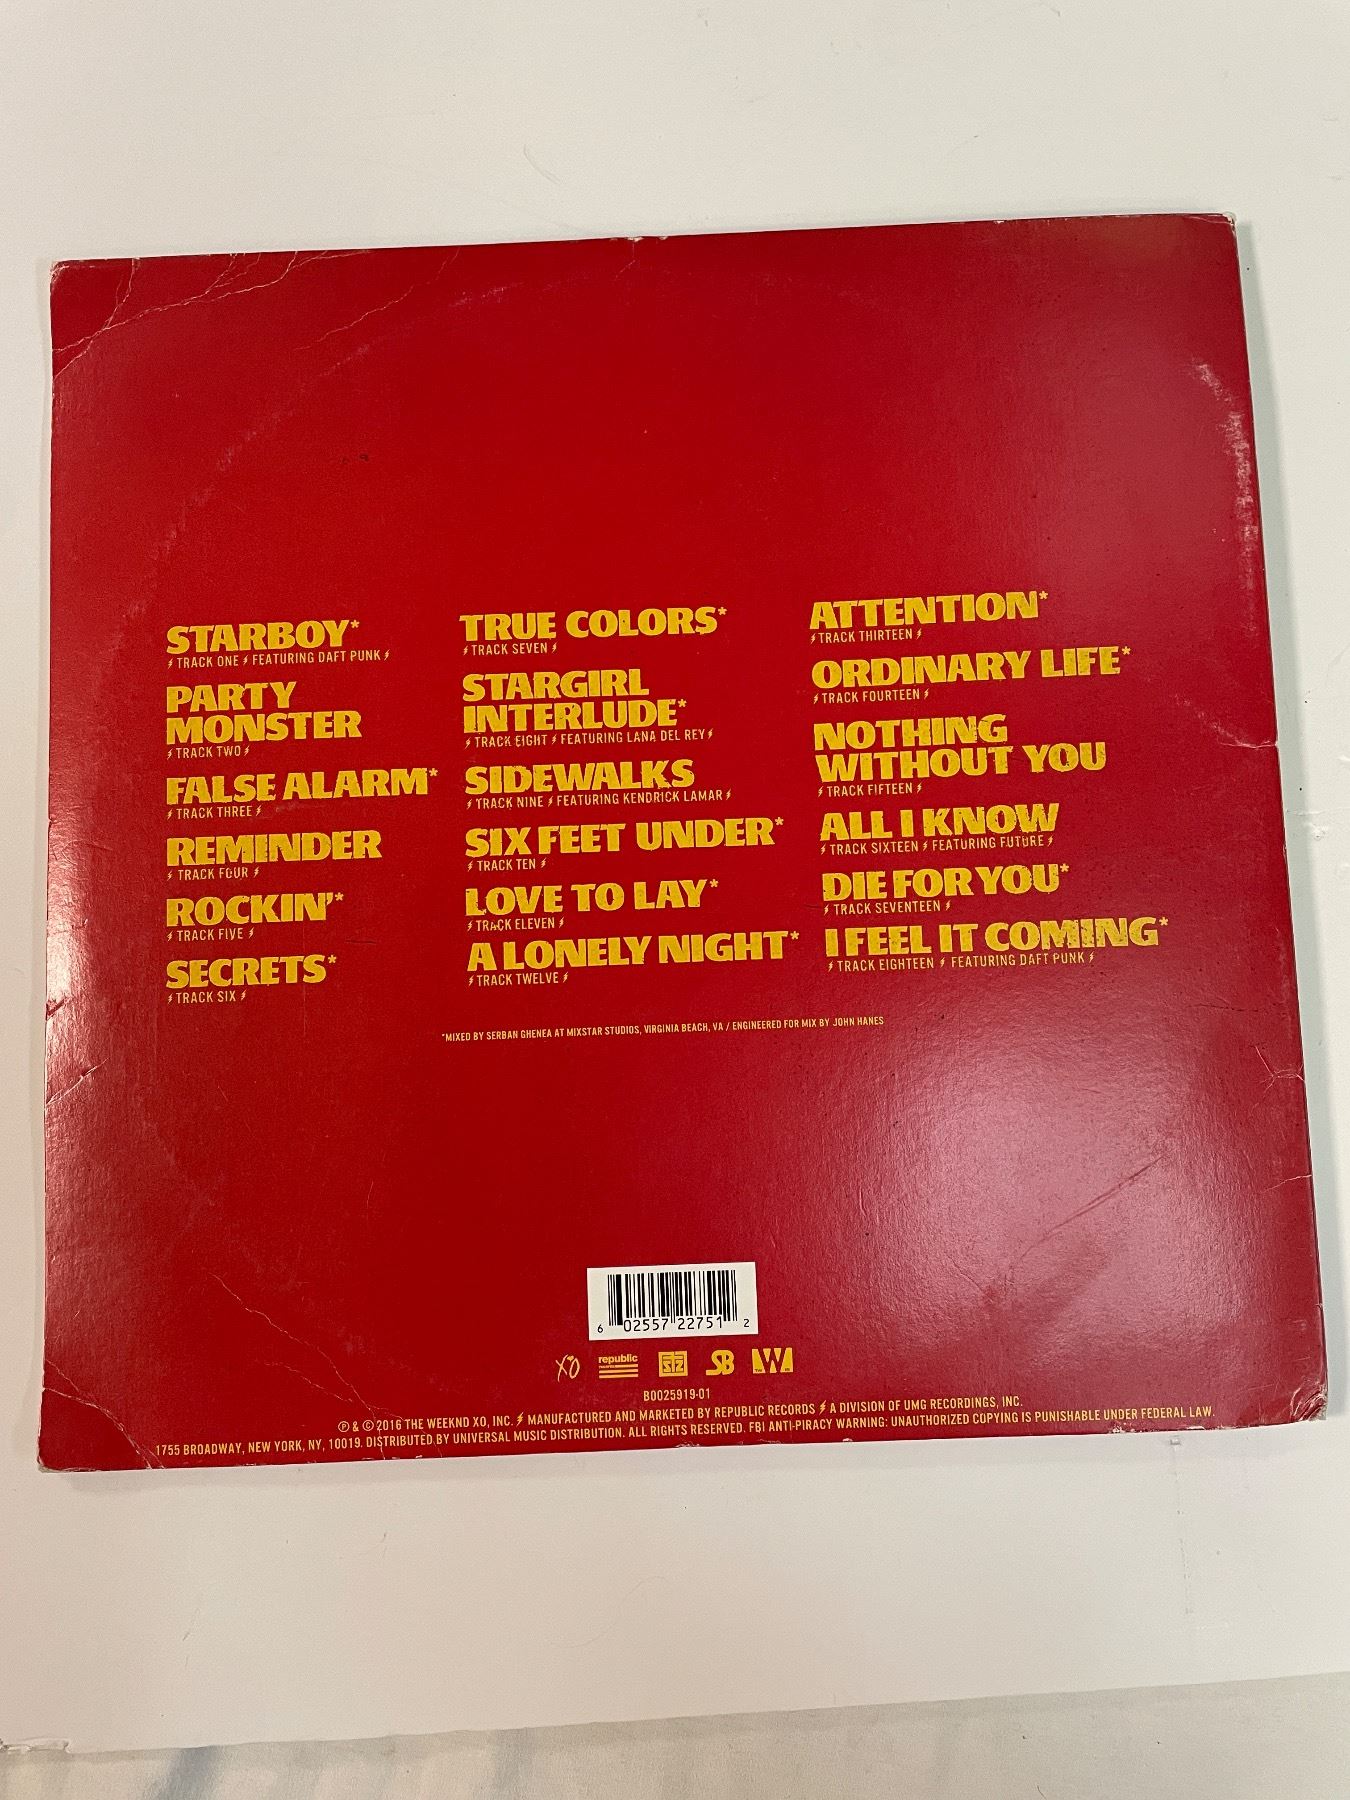 STARBOY*
TRACK ONE FEATURING DAFT PUNK
PARTY
MONSTER
TRACK TWO
FALSE ALARM*
TRACK THREE
REMINDER
TRACK FOUR
ROCKIN'*
TRACK FIVE
SECRETS*
TRACK SIX
TRUE COLORS*
TRACK SEVEN
STARGIRL
INTERLUDE*
TRACK EIGHT FEATURING LANA DEL REY
SIDEWALKS
TRACK NINE FEATURING KENDRICK LAMAR
SIX FEET UNDER*
TRACK TEN
LOVE TO LAY*
TRACK ELEVEN
A LONELY NIGHT*
TRACK TWELVE
ATTENTION*
TRACK THIRTEEN
ORDINARY LIFE*
TRACK FOURTEEN
NOTHING
WITHOUT YOU
TRACK FIFTEEN
ALL I KNOW
TRACK SIXTEEN FEATURING FUTURE
DIE FOR YOU*
TRACK SEVENTEEN
I FEEL IT COMING*
TRACK EIGHTEEN FEATURING DAFT PUNK
*MIXED BY SERBAN GHENEA AT MIXSTAR STUDIOS, VIRGINIA BEACH, VA / ENGINEERED FOR MIX BY JOHN HANES
6 02557 22751 2
XO republic STZ SB W
B0025919-01
℗ & © 2016 THE WEEKND XO, INC. MANUFACTURED AND MARKETED BY REPUBLIC RECORDS A DIVISION OF UMG RECORDINGS, INC.
1755 BROADWAY, NEW YORK, NY, 10019. DISTRIBUTED BY UNIVERSAL MUSIC DISTRIBUTION. ALL RIGHTS RESERVED. FBI ANTI-PIRACY WARNING: UNAUTHORIZED COPYING IS PUNISHABLE UNDER FEDERAL LAW.